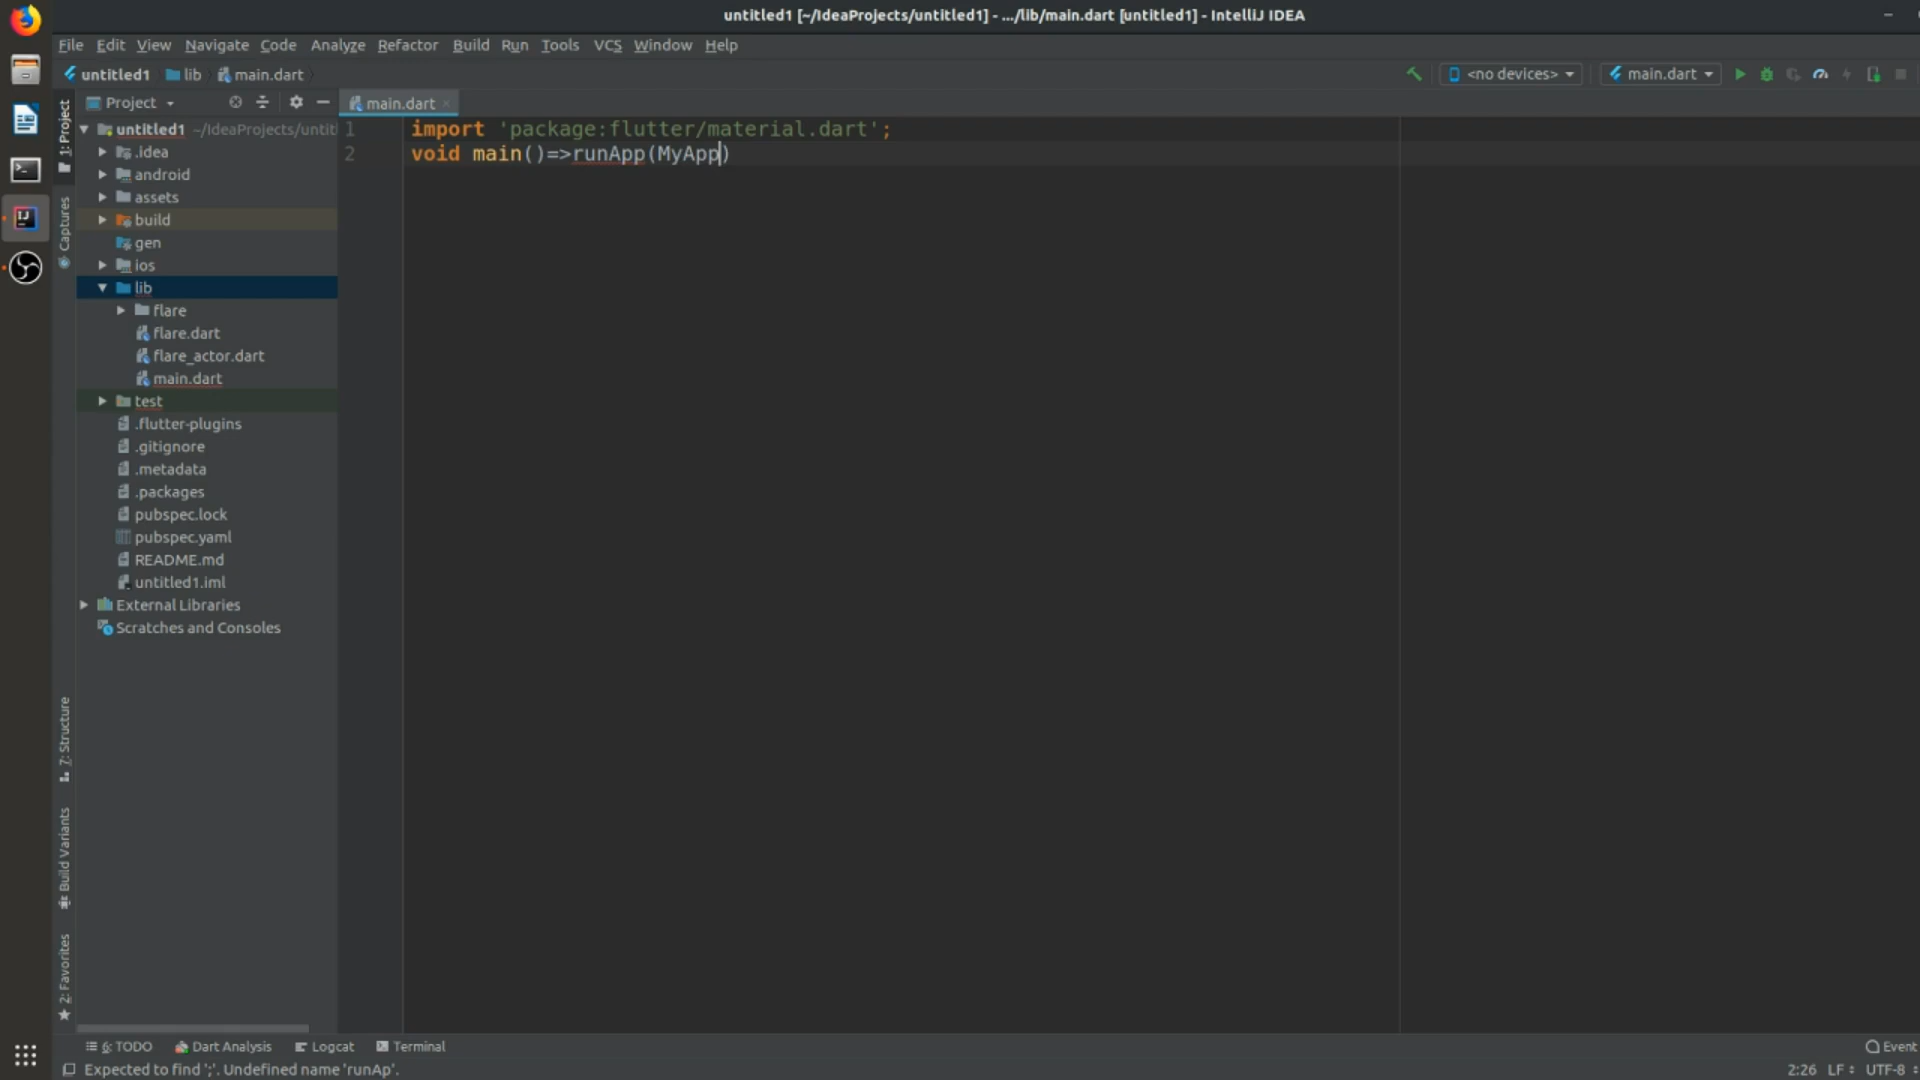 untitled1 [~/IdeaProjects/untitled1] - .../lib/main.dart [untitled1] - IntelliJ IDEA
File Edit View Navigate Code Analyze Refactor Build Run Tools VCS Window Help
untitled1 lib main.dart <no devices> main.dart
Project main.dart
1: Project
Captures
7: Structure
Build Variants
2: Favorites
untitled1 ~/IdeaProjects/untit
.idea
android
assets
build
gen
ios
lib
flare
flare.dart
flare_actor.dart
main.dart
test
.flutter-plugins
.gitignore
.metadata
.packages
pubspec.lock
pubspec.yaml
README.md
untitled1.iml
External Libraries
Scratches and Consoles
1 import 'package:flutter/material.dart';
2 void main()=>runApp(MyApp)
6: TODO Dart Analysis Logcat Terminal Event
Expected to find ';'. Undefined name 'runAp'. 2:26 LF UTF-8